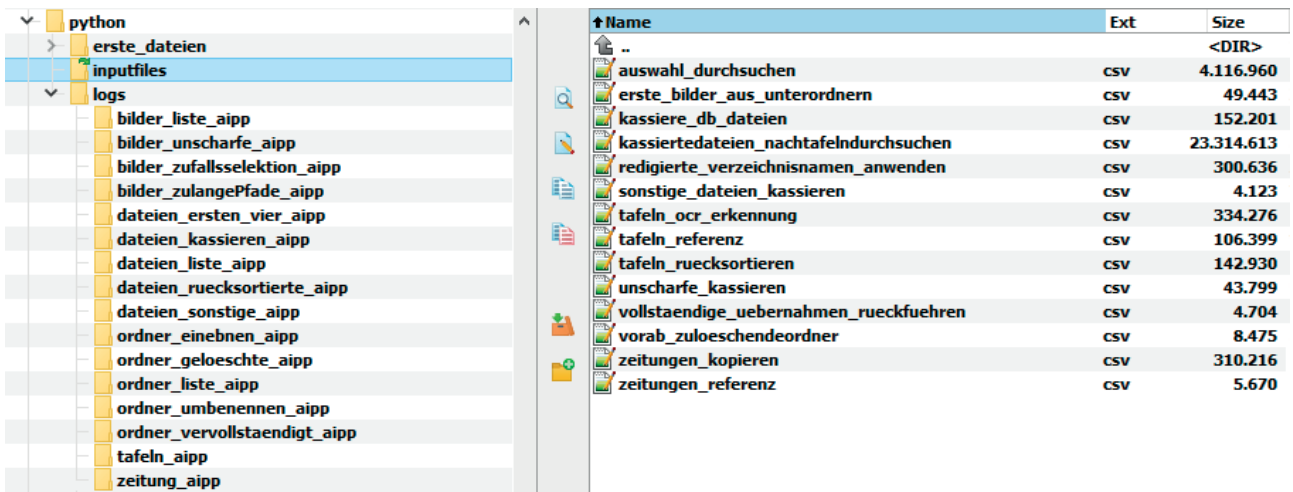 python
erste_dateien
inputfiles
logs
bilder_liste_aipp
bilder_unscharfe_aipp
bilder_zufallsselektion_aipp
bilder_zulangePfade_aipp
dateien_ersten_vier_aipp
dateien_kassieren_aipp
dateien_liste_aipp
dateien_ruecksortierte_aipp
dateien_sonstige_aipp
ordner_einebnen_aipp
ordner_geloeschte_aipp
ordner_liste_aipp
ordner_umbenennen_aipp
ordner_vervollstaendigt_aipp
tafeln_aipp
zeitung_aipp
Name Ext Size
.. <DIR>
auswahl_durchsuchen csv 4.116.960
erste_bilder_aus_unterordnern csv 49.443
kassiere_db_dateien csv 152.201
kassiertedateien_nachtafelndurchsuchen csv 23.314.613
redigierte_verzeichnisnamen_anwenden csv 300.636
sonstige_dateien_kassieren csv 4.123
tafeln_ocr_erkennung csv 334.276
tafeln_referenz csv 106.399
tafeln_ruecksortieren csv 142.930
unscharfe_kassieren csv 43.799
vollstaendige_uebernahmen_rueckfuehren csv 4.704
vorab_zuloeschendeordner csv 8.475
zeitungen_kopieren csv 310.216
zeitungen_referenz csv 5.670